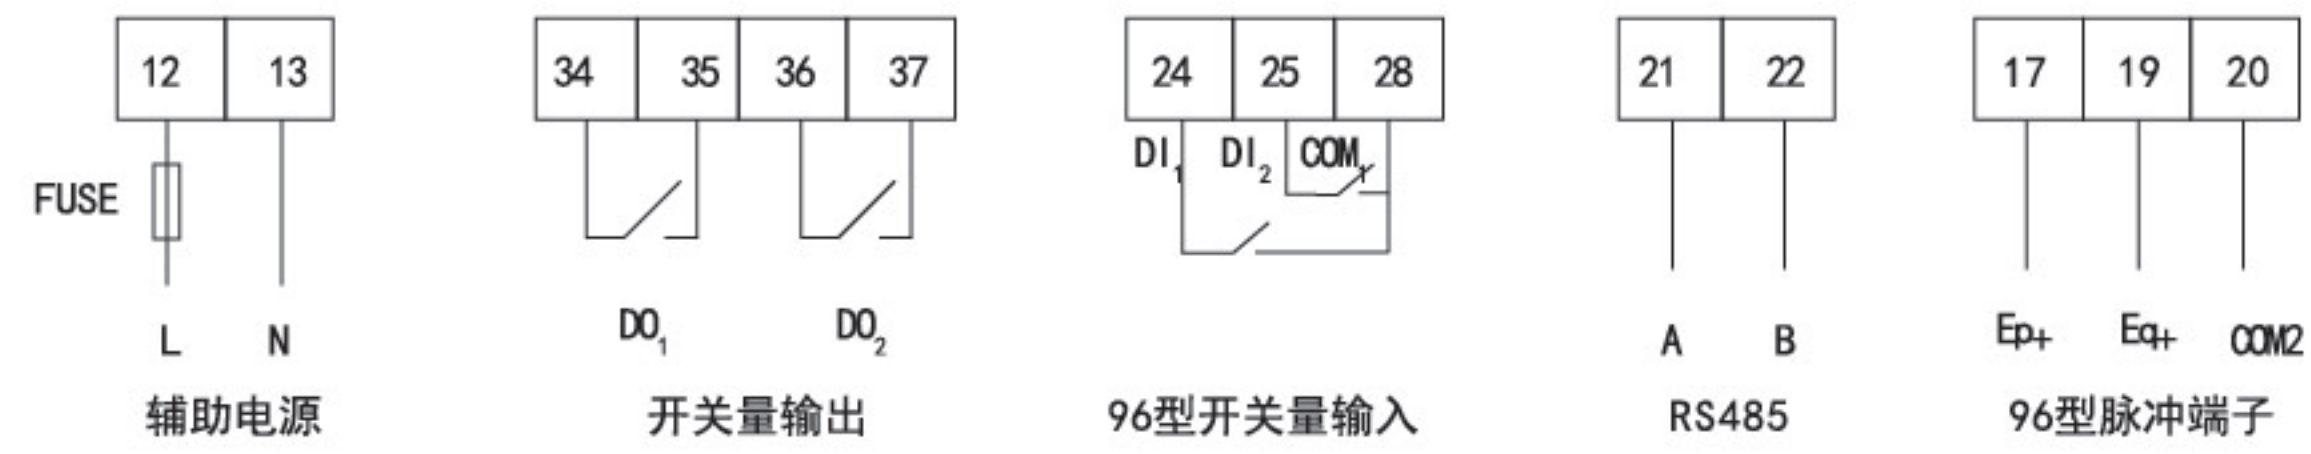 12 13 34 35 36 37 24 25 28 21 22 17 19 20
DI₁ DI₂ COM₁
FUSE
L N DO₁ DO₂ A B Ep+ Eq+ COM2
辅助电源 开关量输出 96型开关量输入 RS485 96型脉冲端子